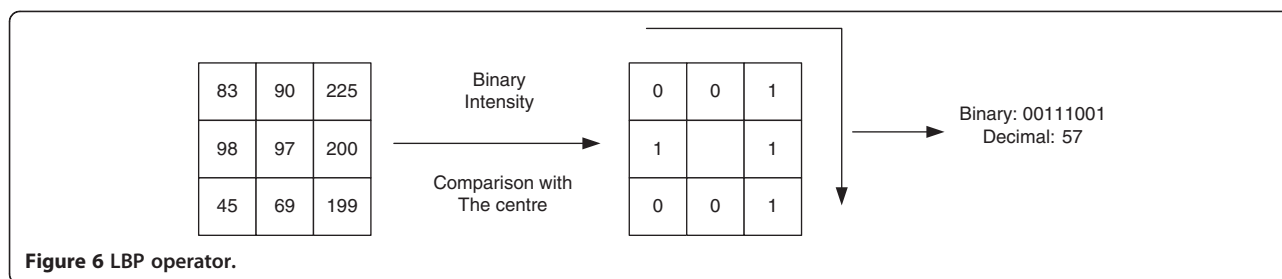 83 90 225
98 97 200
45 69 199
Binary
Intensity
Comparison with
The centre
0 0 1
1 1
0 0 1
Binary: 00111001
Decimal: 57
Figure 6 LBP operator.